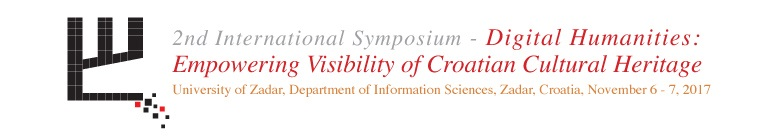 2nd International Symposium - Digital Humanities:
Empowering Visibility of Croatian Cultural Heritage
University of Zadar, Department of Information Sciences, Zadar, Croatia, November 6 - 7, 2017